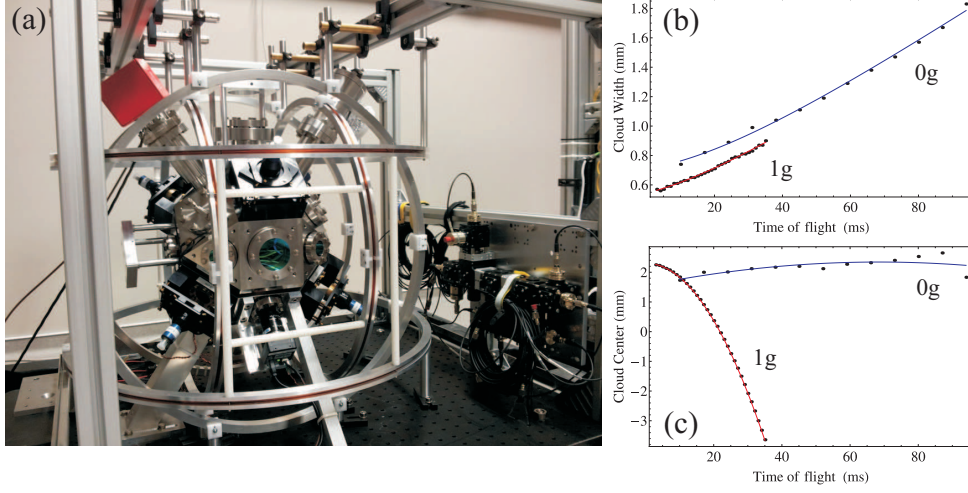 (a)
(b)
1.8
1.6
1.4
1.2
1.0
0.8
0.6
Cloud Width (mm)
0g
1g
20
40
60
80
Time of flight (ms)
(c)
2
1
0
−1
−2
−3
Cloud Center (mm)
0g
1g
20
40
60
80
Time of flight (ms)